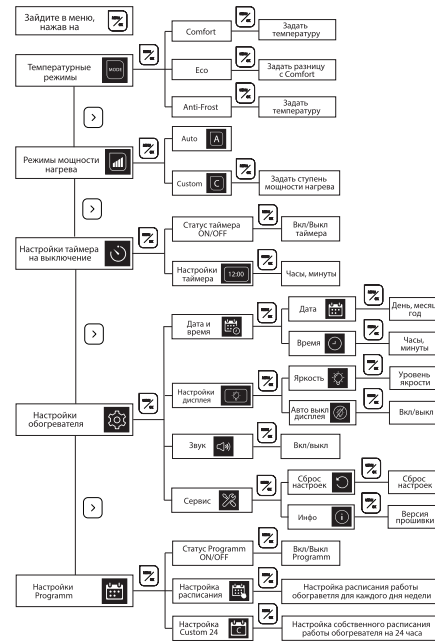 Зайдите в меню,
нажав на
Температурные
режимы
MODE
Comfort
Задать
температуру
Eco
Задать разницу
с Comfort
Anti-Frost
Задать
температуру
Режимы мощности
нагрева
Auto
A
Custom
C
Задать ступень
мощности нагрева
Настройки таймера
на выключение
Статус таймера
ON/OFF
Вкл/Выкл
таймера
Настройки
таймера
12:00
Часы, минуты
Настройки
обогревателя
Дата и
время
Дата
День, месяц
год
Время
Часы,
минуты
Настройки
дисплея
Яркость
Уровень
яркости
Авто выкл
дисплея
Вкл/выкл
Звук
Вкл/выкл
Сервис
Сброс
настроек
Сброс
настроек
Инфо
Версия
прошивки
Настройки
Programm
Статус Programm
ON/OFF
Вкл/Выкл
Programm
Настройка
расписания
Настройка расписания работы
обограветля для каждого дня недели
Настройка
Custom 24
C
Настройка собственного расписания
работы обогревателя на 24 часа